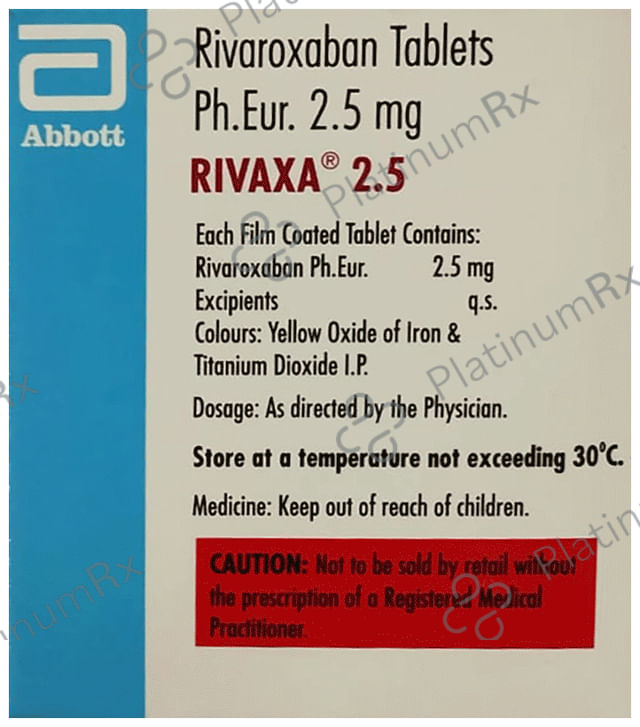 Rivaroxaban Tablets
Ph.Eur. 2.5 mg
Abbott
RIVAXA® 2.5
Each Film Coated Tablet Contains:
Rivaroxaban Ph.Eur. 2.5 mg
Excipients q.s.
Colours: Yellow Oxide of Iron &
Titanium Dioxide I.P.
Dosage: As directed by the Physician.
Store at a temperature not exceeding 30°C.
Medicine: Keep out of reach of children.
CAUTION: Not to be sold by retail without
the prescription of a Registered Medical
Practitioner.
PlatinumRx
PlatinumRx
PlatinumRx